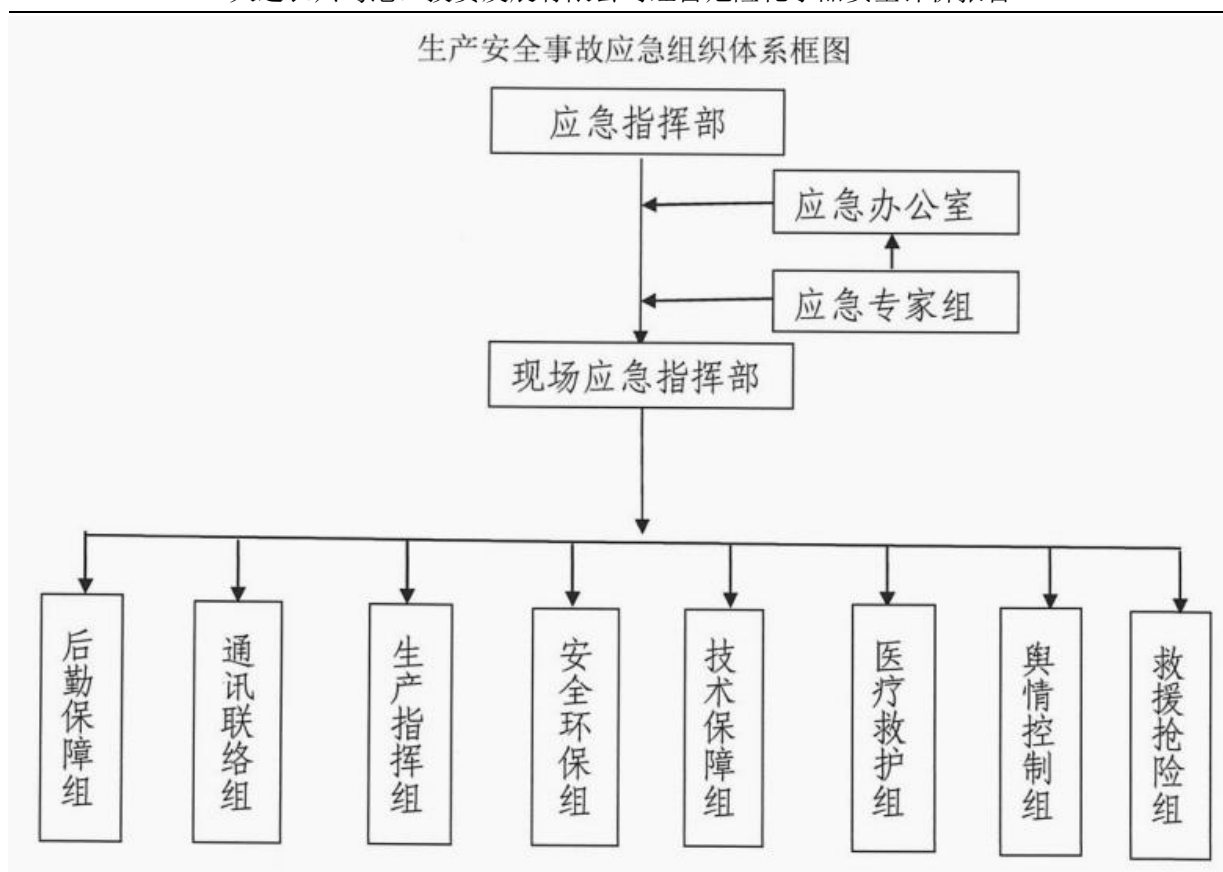 生产安全事故应急组织体系框图
应急指挥部
应急办公室
应急专家组
现场应急指挥部
后勤保障组
通讯联络组
生产指挥组
安全环保组
技术保障组
医疗救护组
舆情控制组
救援抢险组